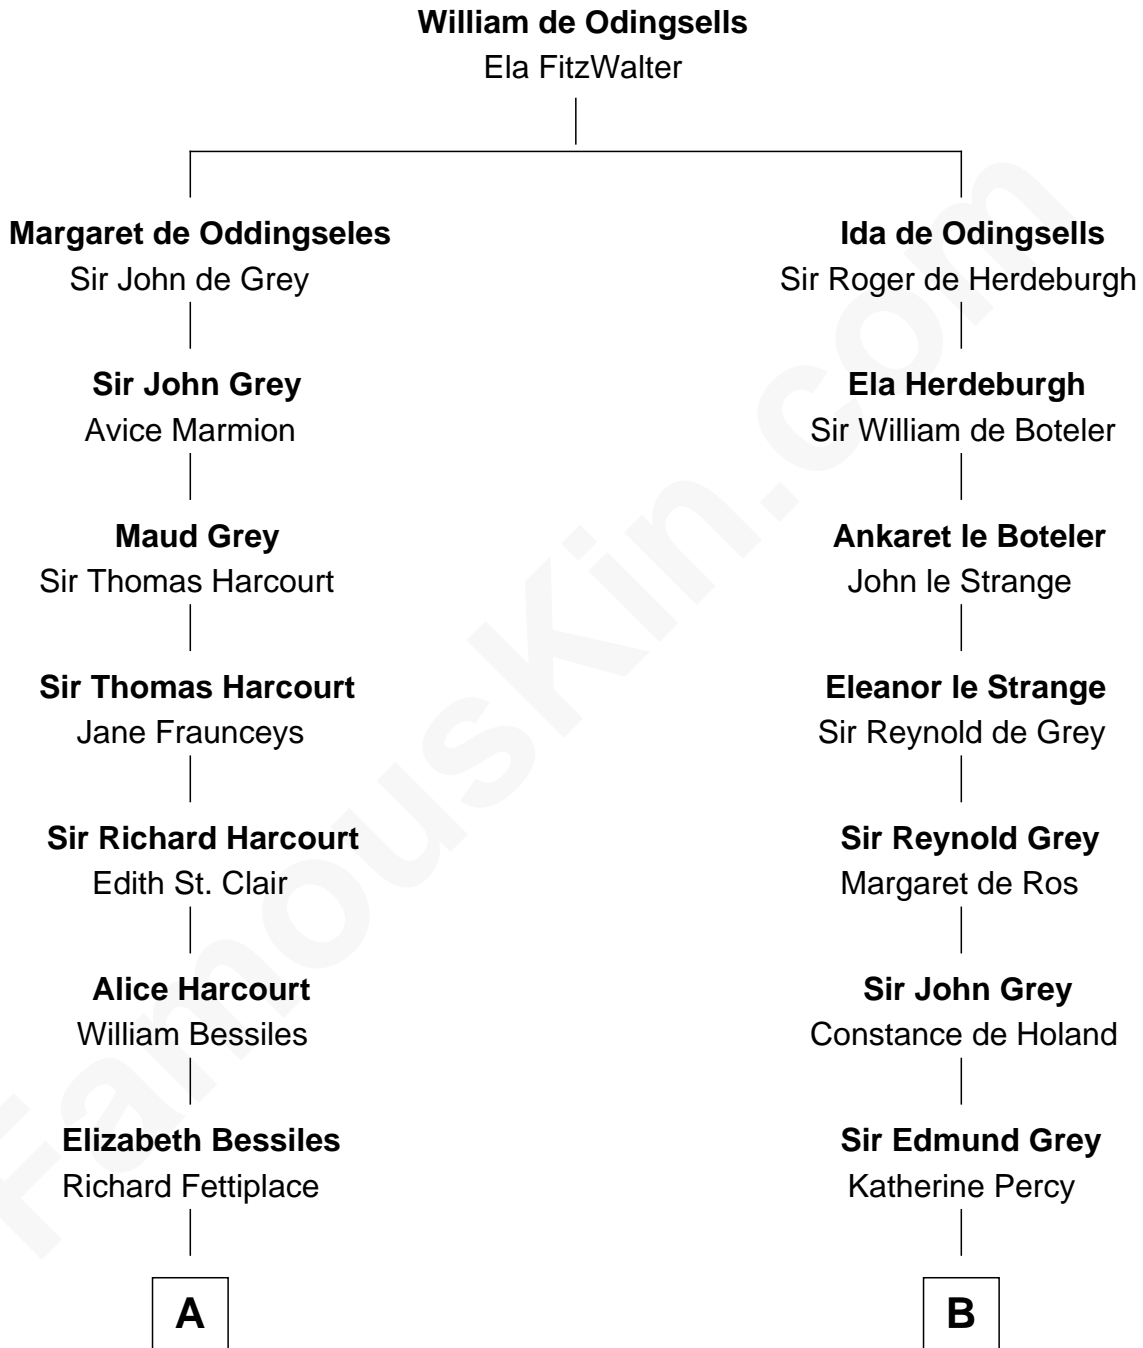 William de Odingsells
Ela FitzWalter
Margaret de Oddingseles
Sir John de Grey
Ida de Odingsells
Sir Roger de Herdeburgh
Sir John Grey
Avice Marmion
Ela Herdeburgh
Sir William de Boteler
Maud Grey
Sir Thomas Harcourt
Ankaret le Boteler
John le Strange
Sir Thomas Harcourt
Jane Fraunceys
Eleanor le Strange
Sir Reynold de Grey
Sir Richard Harcourt
Edith St. Clair
Sir Reynold Grey
Margaret de Ros
Alice Harcourt
William Bessiles
Sir John Grey
Constance de Holand
Elizabeth Bessiles
Richard Fettiplace
Sir Edmund Grey
Katherine Percy
A
B
FamousKin.com